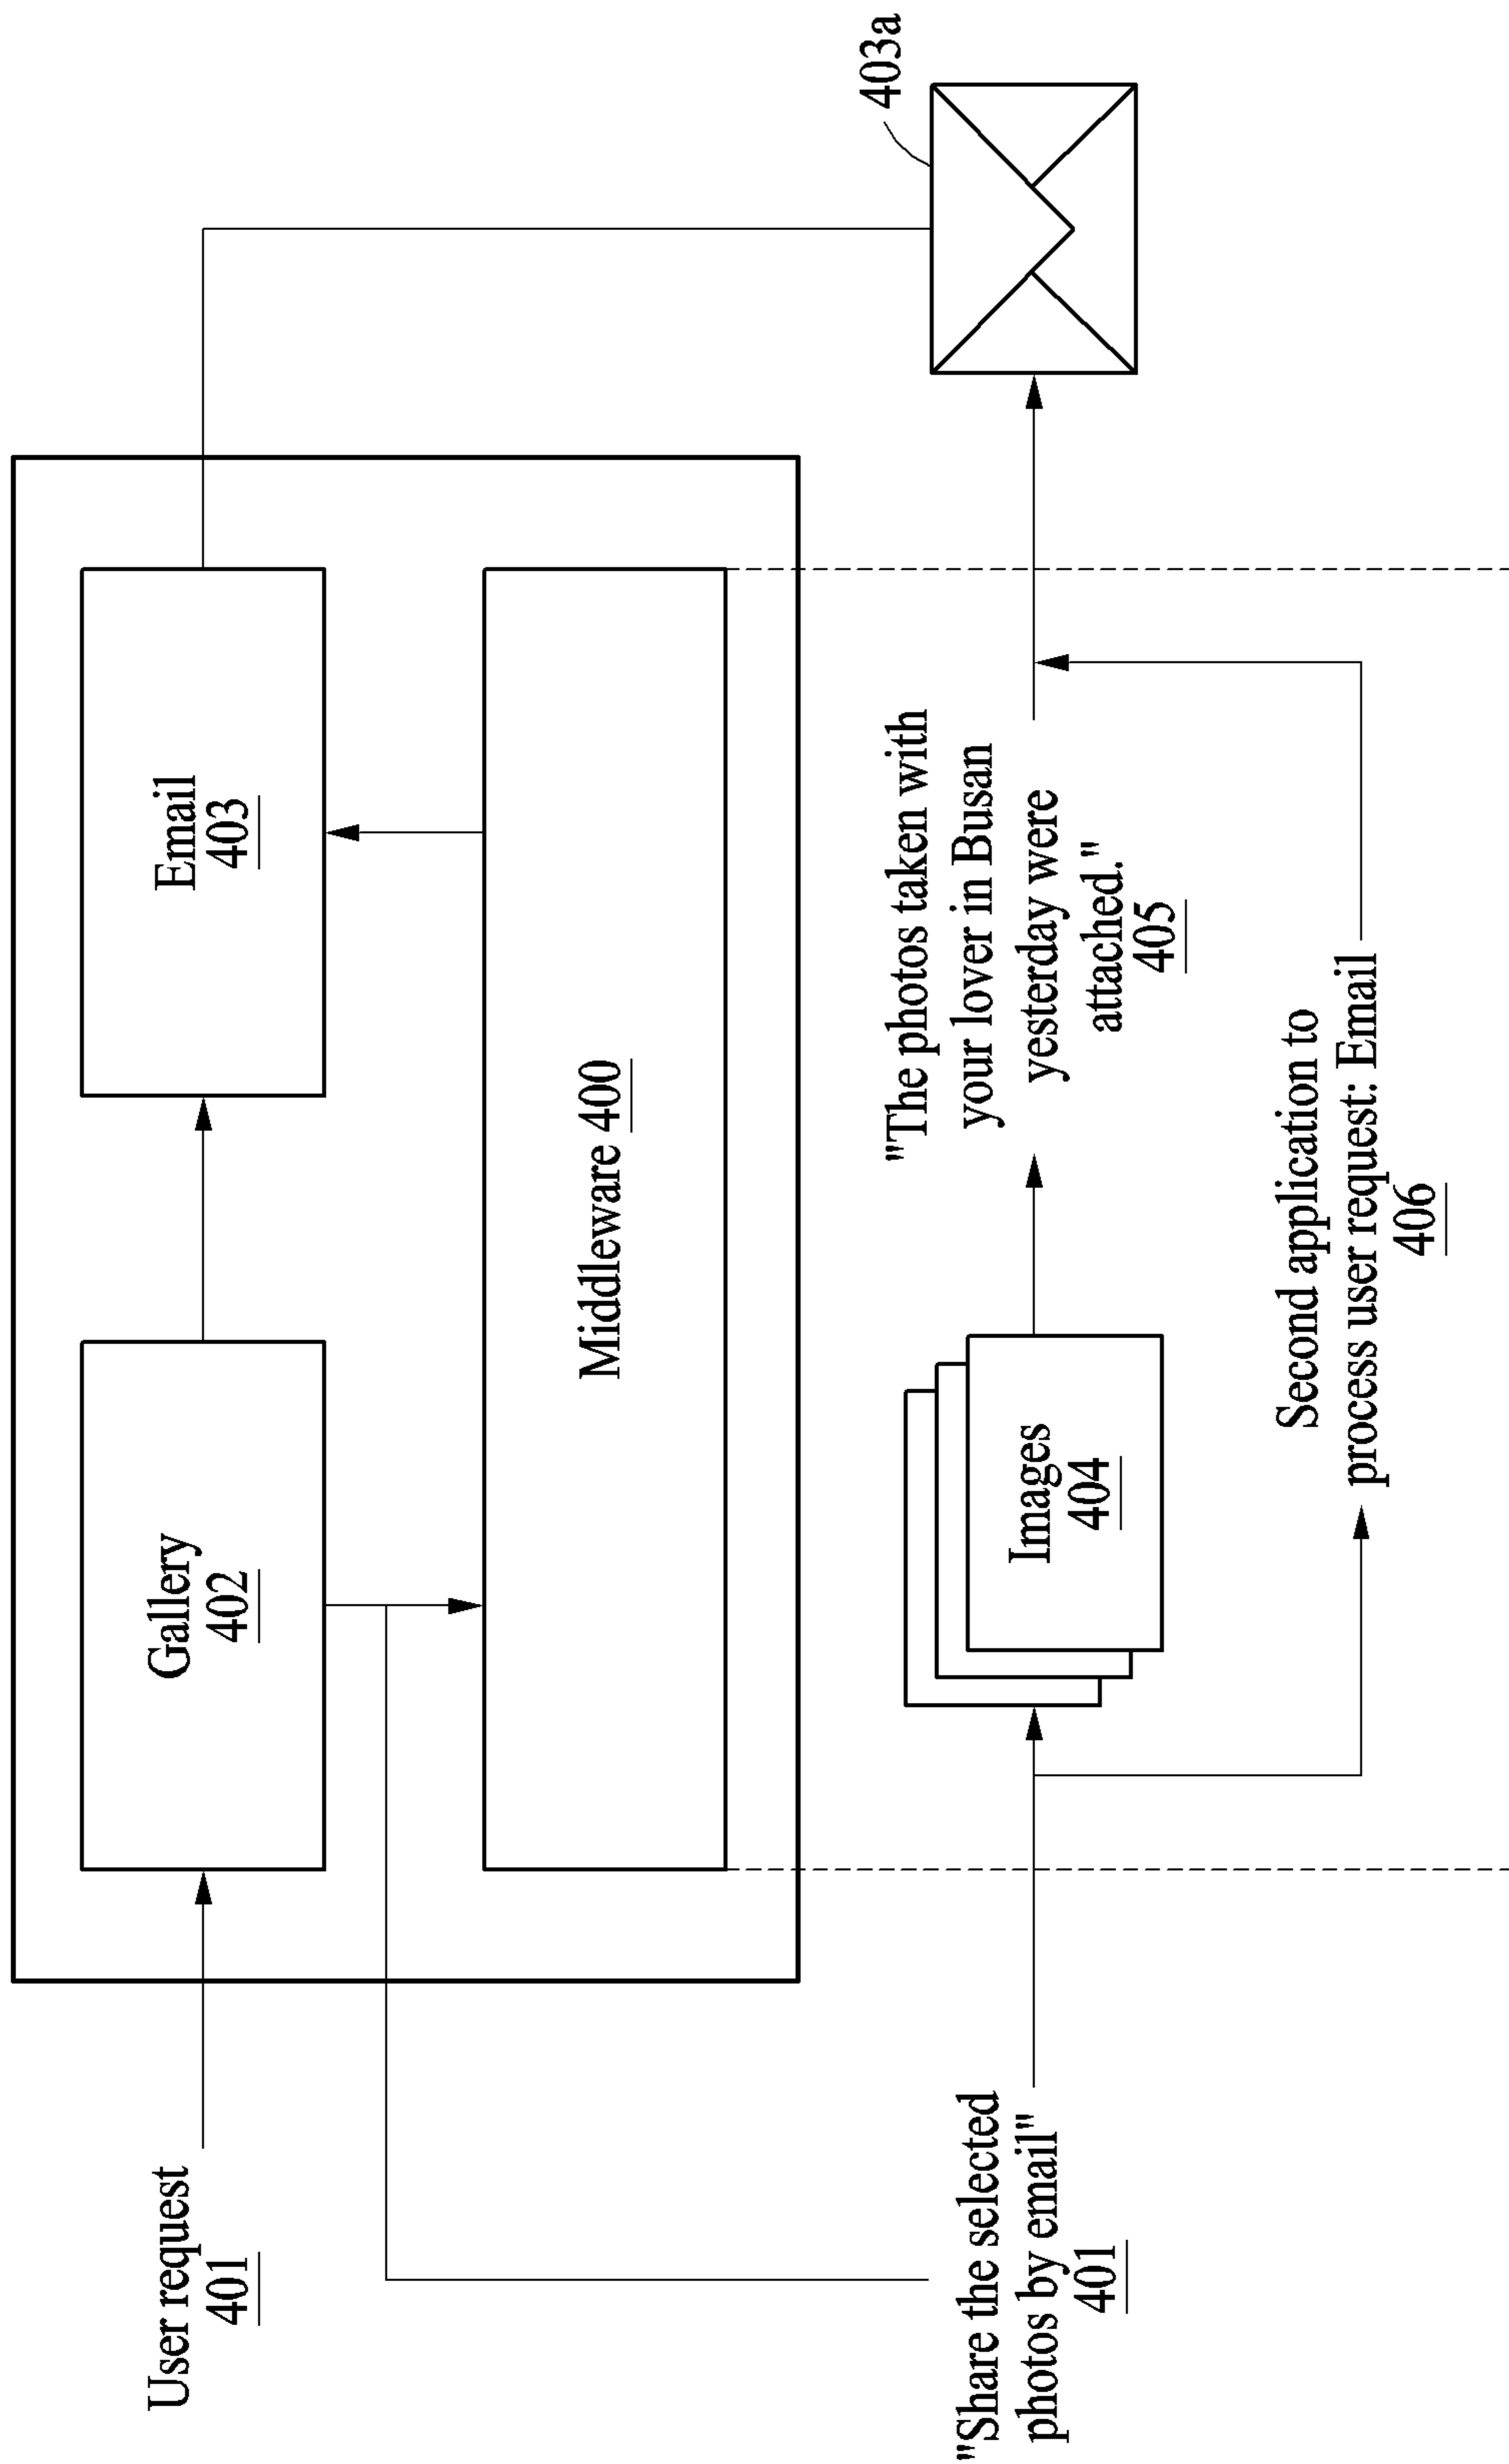 User request
401
Gallery
402
Email
403
Middleware 400
403a
"Share the selected
photos by email"
401
Images
404
"The photos taken with
your lover in Busan
yesterday were
attached."
405
Second application to
process user request: Email
406